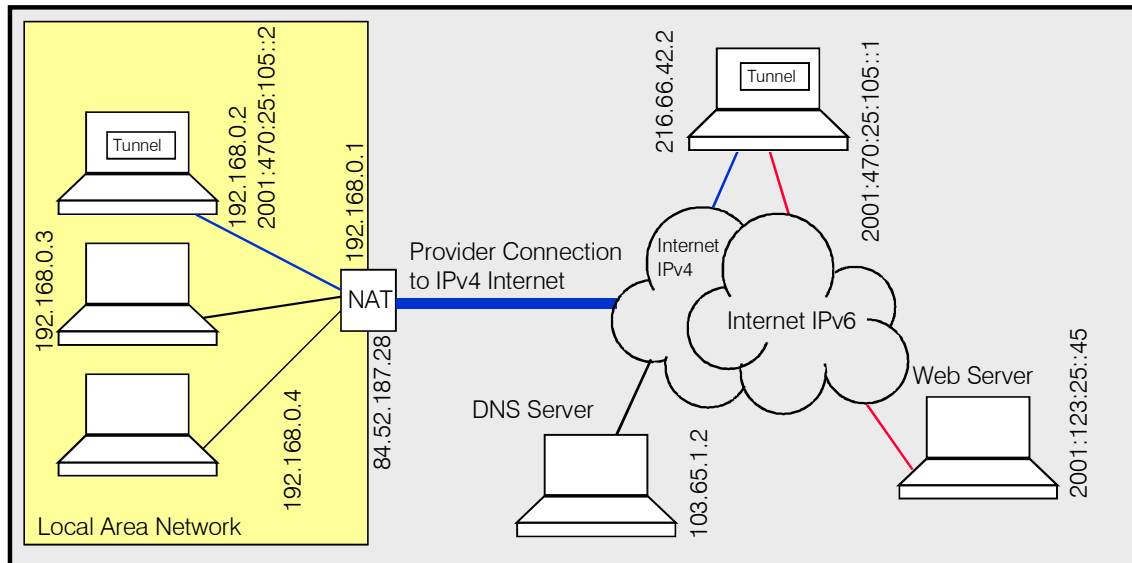 Tunnel
192.168.0.2
2001:470:25:105::2
192.168.0.1
192.168.0.3
NAT
84.52.187.28
192.168.0.4
Local Area Network
Provider Connection
to IPv4 Internet
216.66.42.2
Tunnel
2001:470:25:105::1
Internet
IPv4
Internet IPv6
DNS Server
103.65.1.2
Web Server
2001:123:25::45